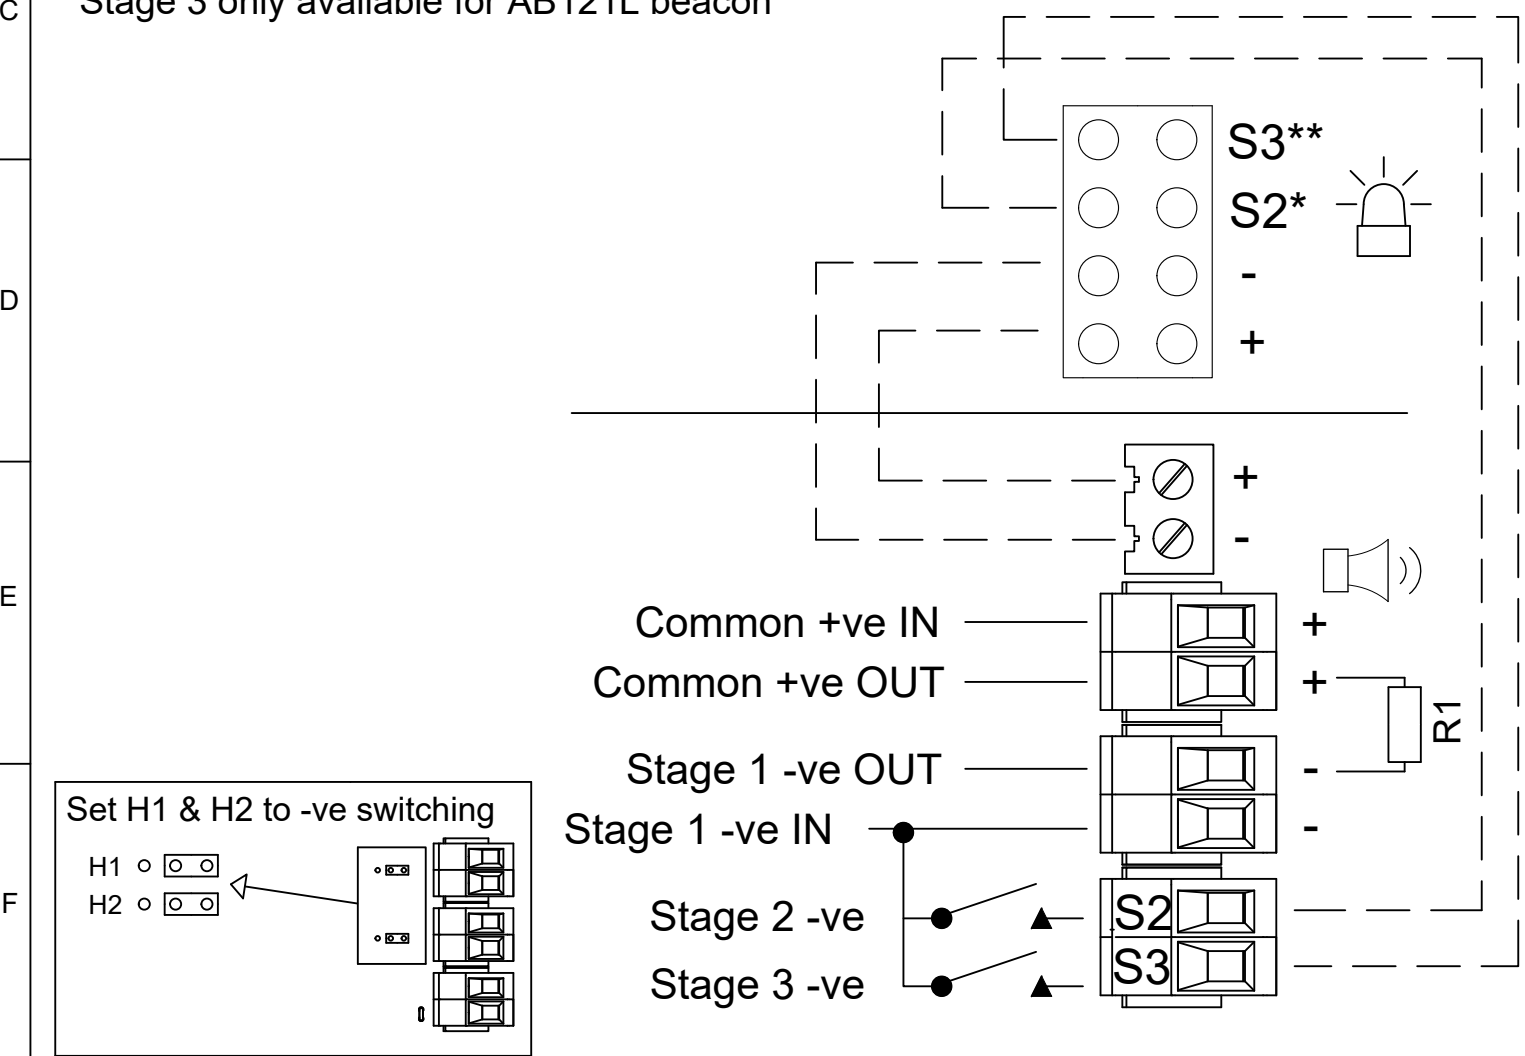 C
Stage 3 only available for AB121L beacon
S3**
S2*
-
+
D
+
-
E
Common +ve IN
+
Common +ve OUT
+
R1
Stage 1 -ve OUT
-
Stage 1 -ve IN
-
Set H1 & H2 to -ve switching
H1
H2
F
Stage 2 -ve
S2
Stage 3 -ve
S3